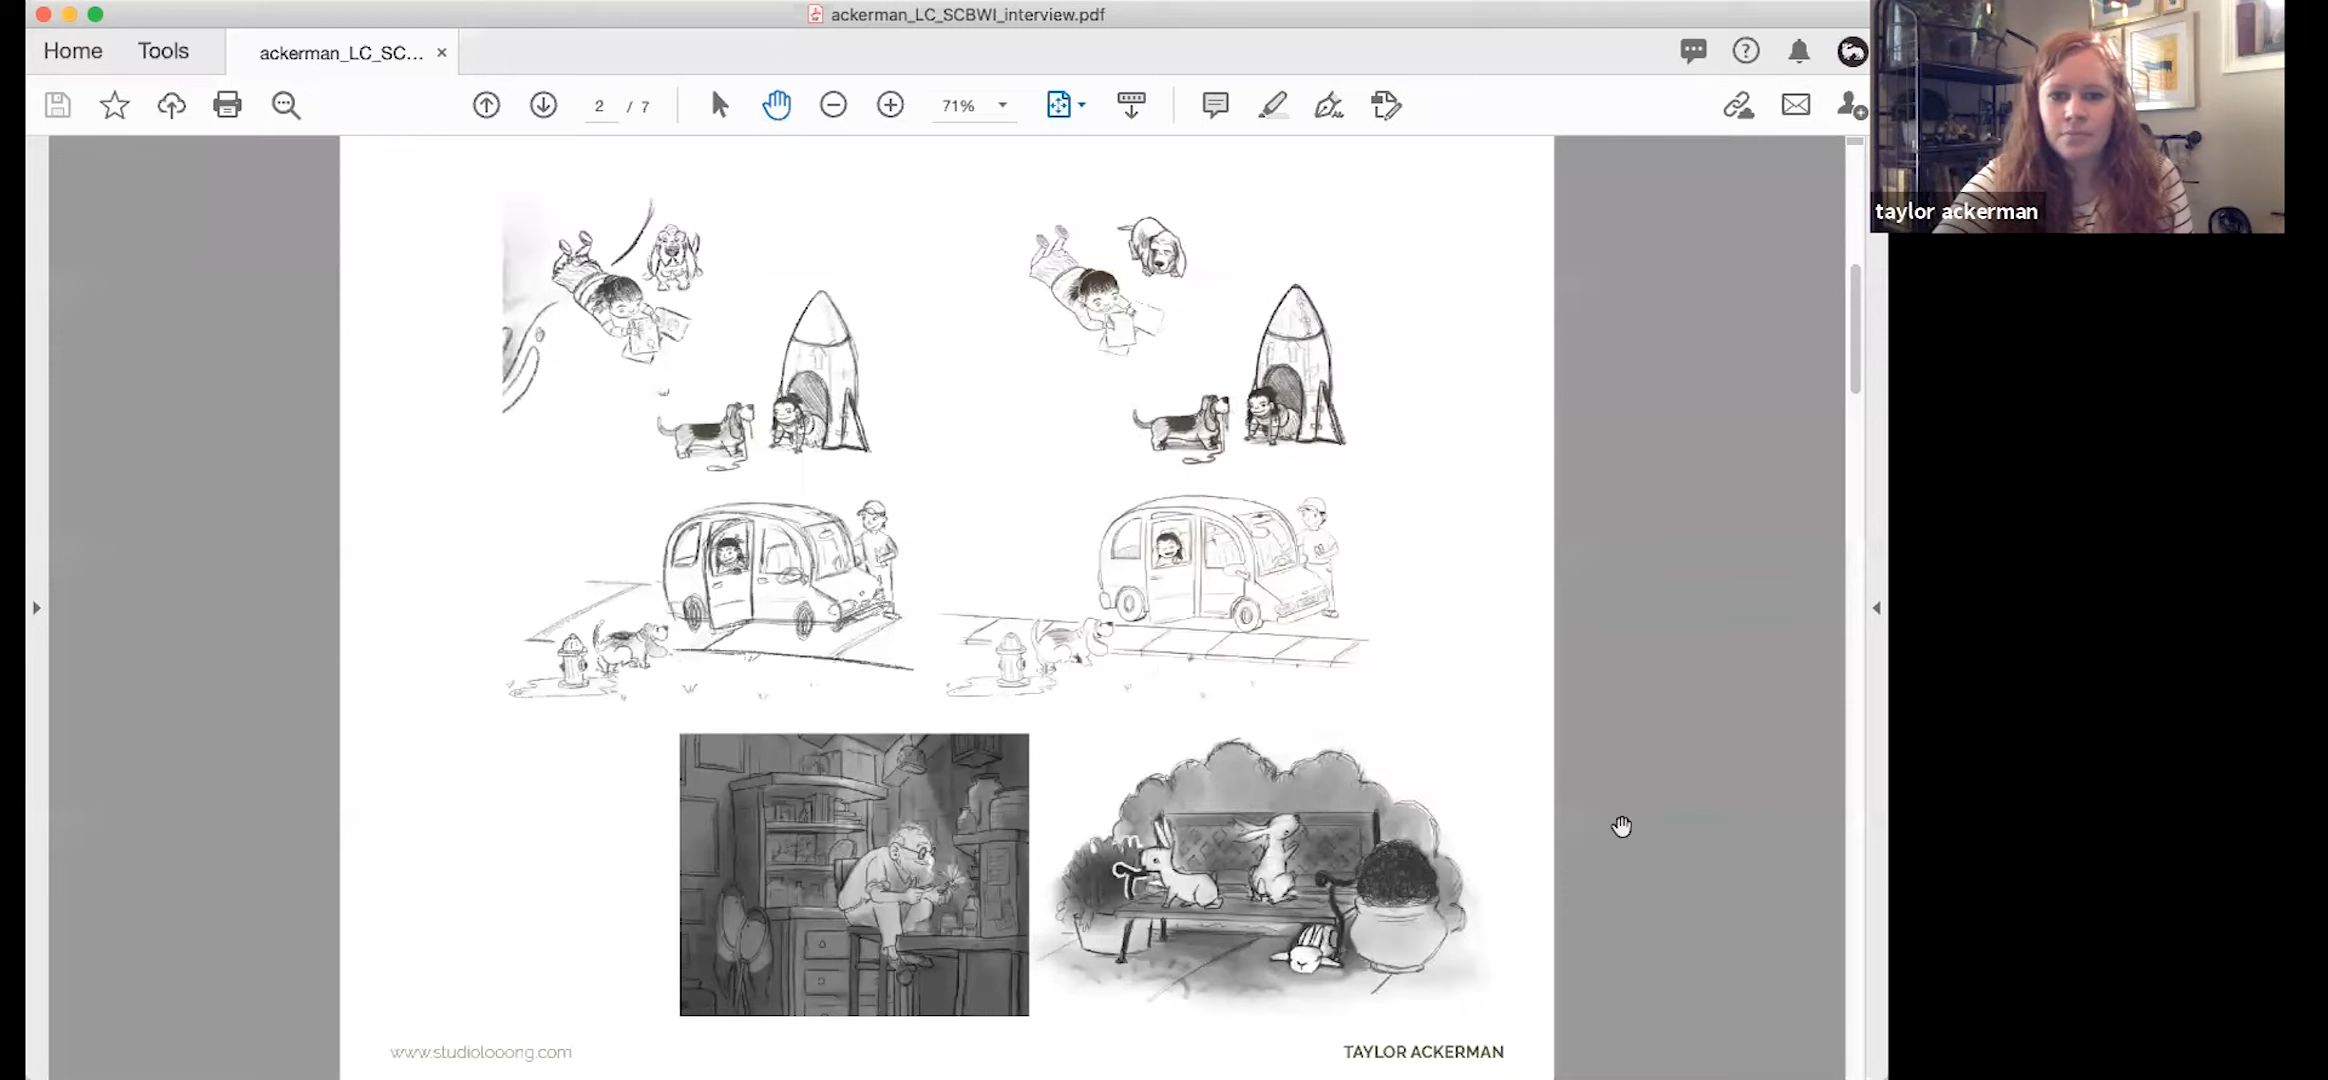 ackerman_LC_SCBWI_interview.pdf
Home Tools ackerman_LC_SC... ×
2 / 7 71%
taylor ackerman
www.studiolooong.com TAYLOR ACKERMAN